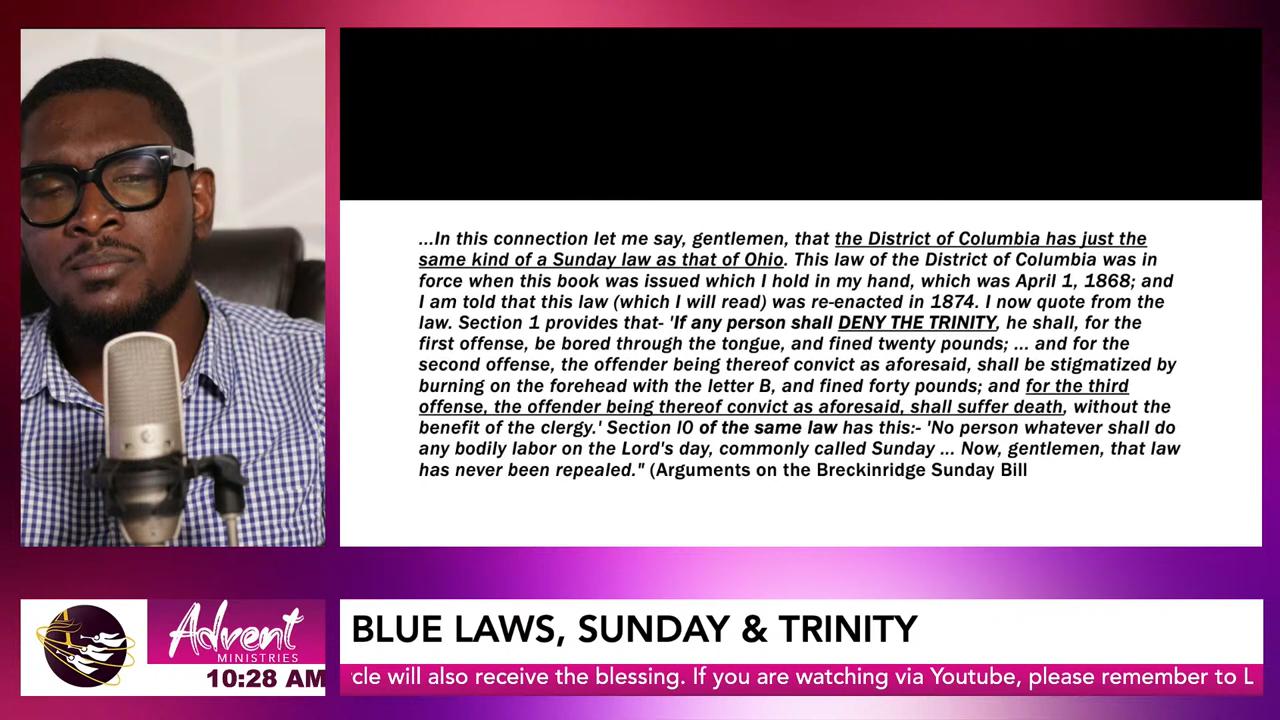 ...In this connection let me say, gentlemen, that the District of Columbia has just the
same kind of a Sunday law as that of Ohio. This law of the District of Columbia was in
force when this book was issued which I hold in my hand, which was April 1, 1868; and
I am told that this law (which I will read) was re-enacted in 1874. I now quote from the
law. Section 1 provides that- 'If any person shall DENY THE TRINITY, he shall, for the
first offense, be bored through the tongue, and fined twenty pounds; ... and for the
second offense, the offender being thereof convict as aforesaid, shall be stigmatized by
burning on the forehead with the letter B, and fined forty pounds; and for the third
offense, the offender being thereof convict as aforesaid, shall suffer death, without the
benefit of the clergy.' Section l0 of the same law has this:- 'No person whatever shall do
any bodily labor on the Lord's day, commonly called Sunday ... Now, gentlemen, that law
has never been repealed." (Arguments on the Breckinridge Sunday Bill
Advent
MINISTRIES
10:28 AM
BLUE LAWS, SUNDAY & TRINITY
cle will also receive the blessing. If you are watching via Youtube, please remember to L